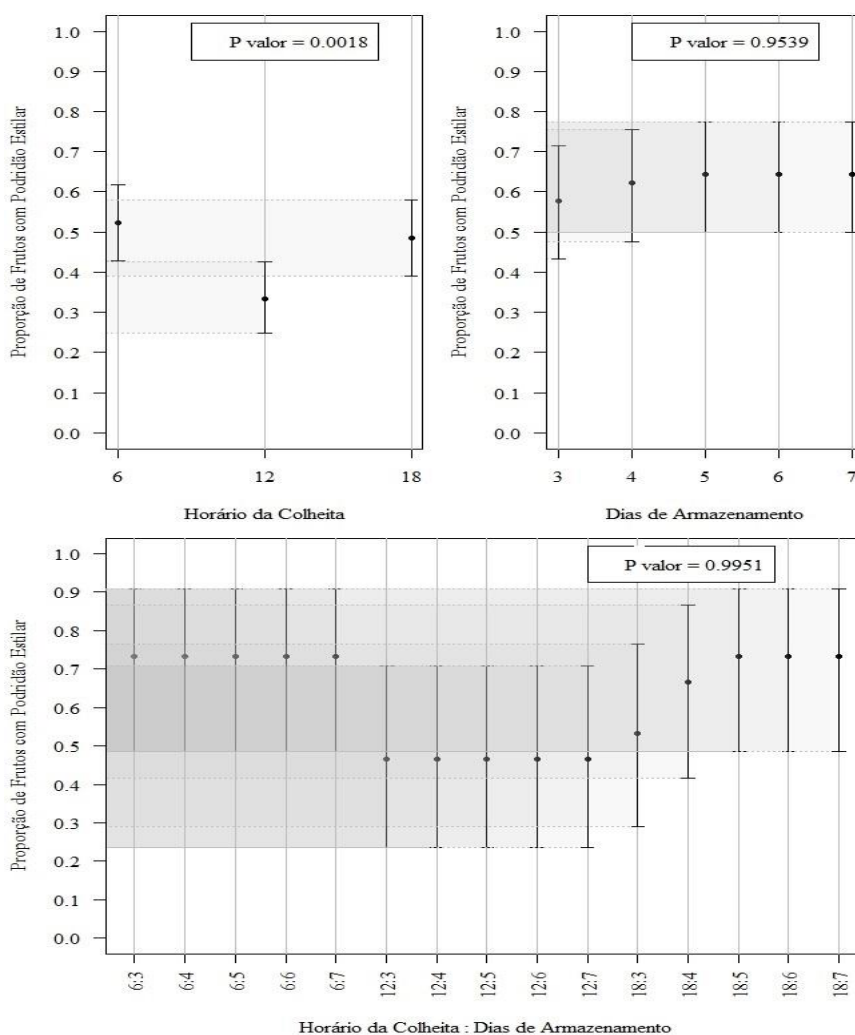 P valor = 0.0018
1.0
0.9
0.8
0.7
0.6
0.5
0.4
0.3
0.2
0.1
0.0
Proporção de Frutos com Podridão Estilar
6 12 18
Horário da Colheita
P valor = 0.9539
1.0
0.9
0.8
0.7
0.6
0.5
0.4
0.3
0.2
0.1
0.0
Proporção de Frutos com Podridão Estilar
3 4 5 6 7
Dias de Armazenamento
P valor = 0.9951
1.0
0.9
0.8
0.7
0.6
0.5
0.4
0.3
0.2
0.1
0.0
Proporção de Frutos com Podridão Estilar
6:3 6:4 6:5 6:6 6:7 12:3 12:4 12:5 12:6 12:7 18:3 18:4 18:5 18:6 18:7
Horário da Colheita : Dias de Armazenamento